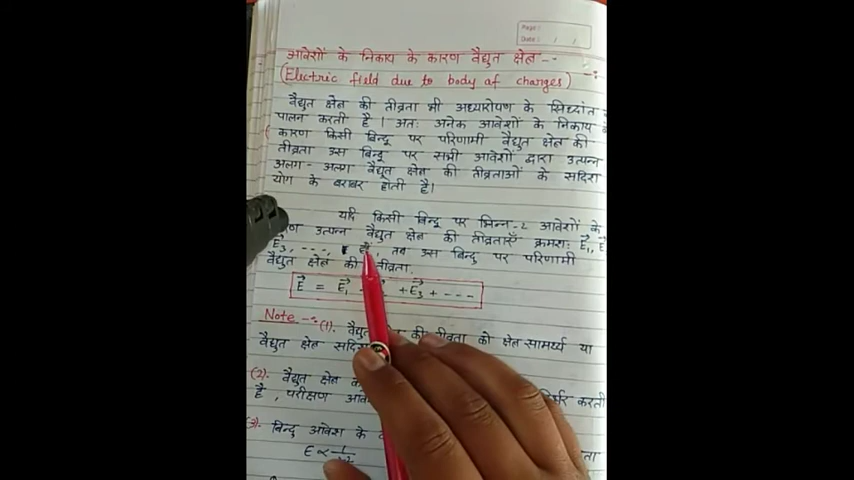 Page :
Date : / /
आवेशों के निकाय के कारण वैद्युत क्षेत्र --:
(Electric field due to body of charges)
वैद्युत क्षेत्र की तीव्रता भी अध्यारोपण के सिद्धांत
पालन करती है। अतः अनेक आवेशों के निकाय
कारण किसी बिन्दु पर परिणामी वैद्युत क्षेत्र की
तीव्रता उस बिन्दु पर सभी आवेशों द्वारा उत्पन्न
अलग - अलग वैद्युत क्षेत्र की तीव्रताओं के सदिश
योग के बराबर होती है।
यदि किसी बिन्दु पर भिन्न-2 आवेशों के
उत्पन्न वैद्युत क्षेत्र की तीव्रताएँ क्रमशः E⃗₁,
E⃗₃, ---, तब उस बिन्दु पर परिणामी
वैद्युत क्षेत्र की तीव्रता.
E⃗ = E⃗₁ + E⃗₃ + ---
Note -: (1). वैद्युत क्षेत्र की तीव्रता को क्षेत्र सामर्थ्य या
वैद्युत क्षेत्र
(2). वैद्युत क्षेत्र
है, परीक्षण करती
(3). बिन्दु आवेश के
E ∝